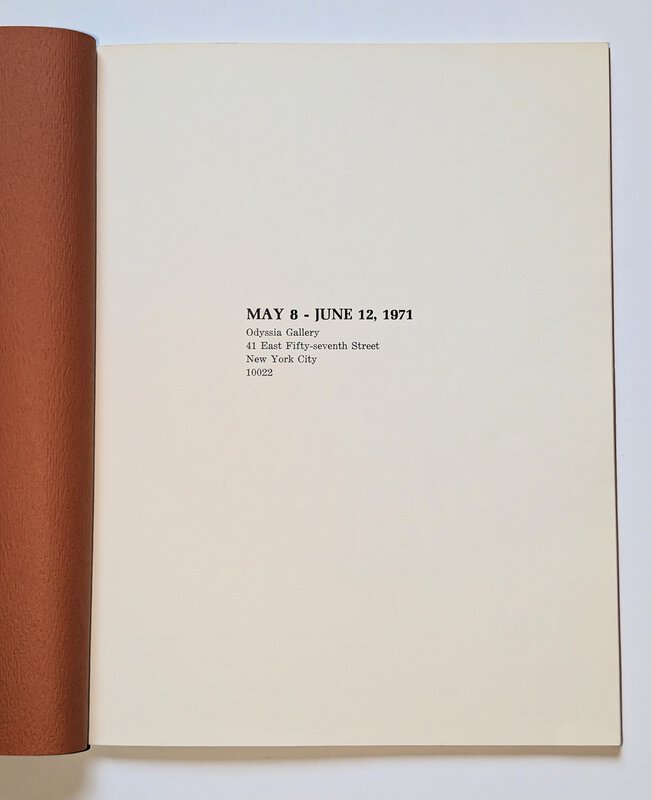 MAY 8 - JUNE 12, 1971
Odyssia Gallery
41 East Fifty-seventh Street
New York City
10022